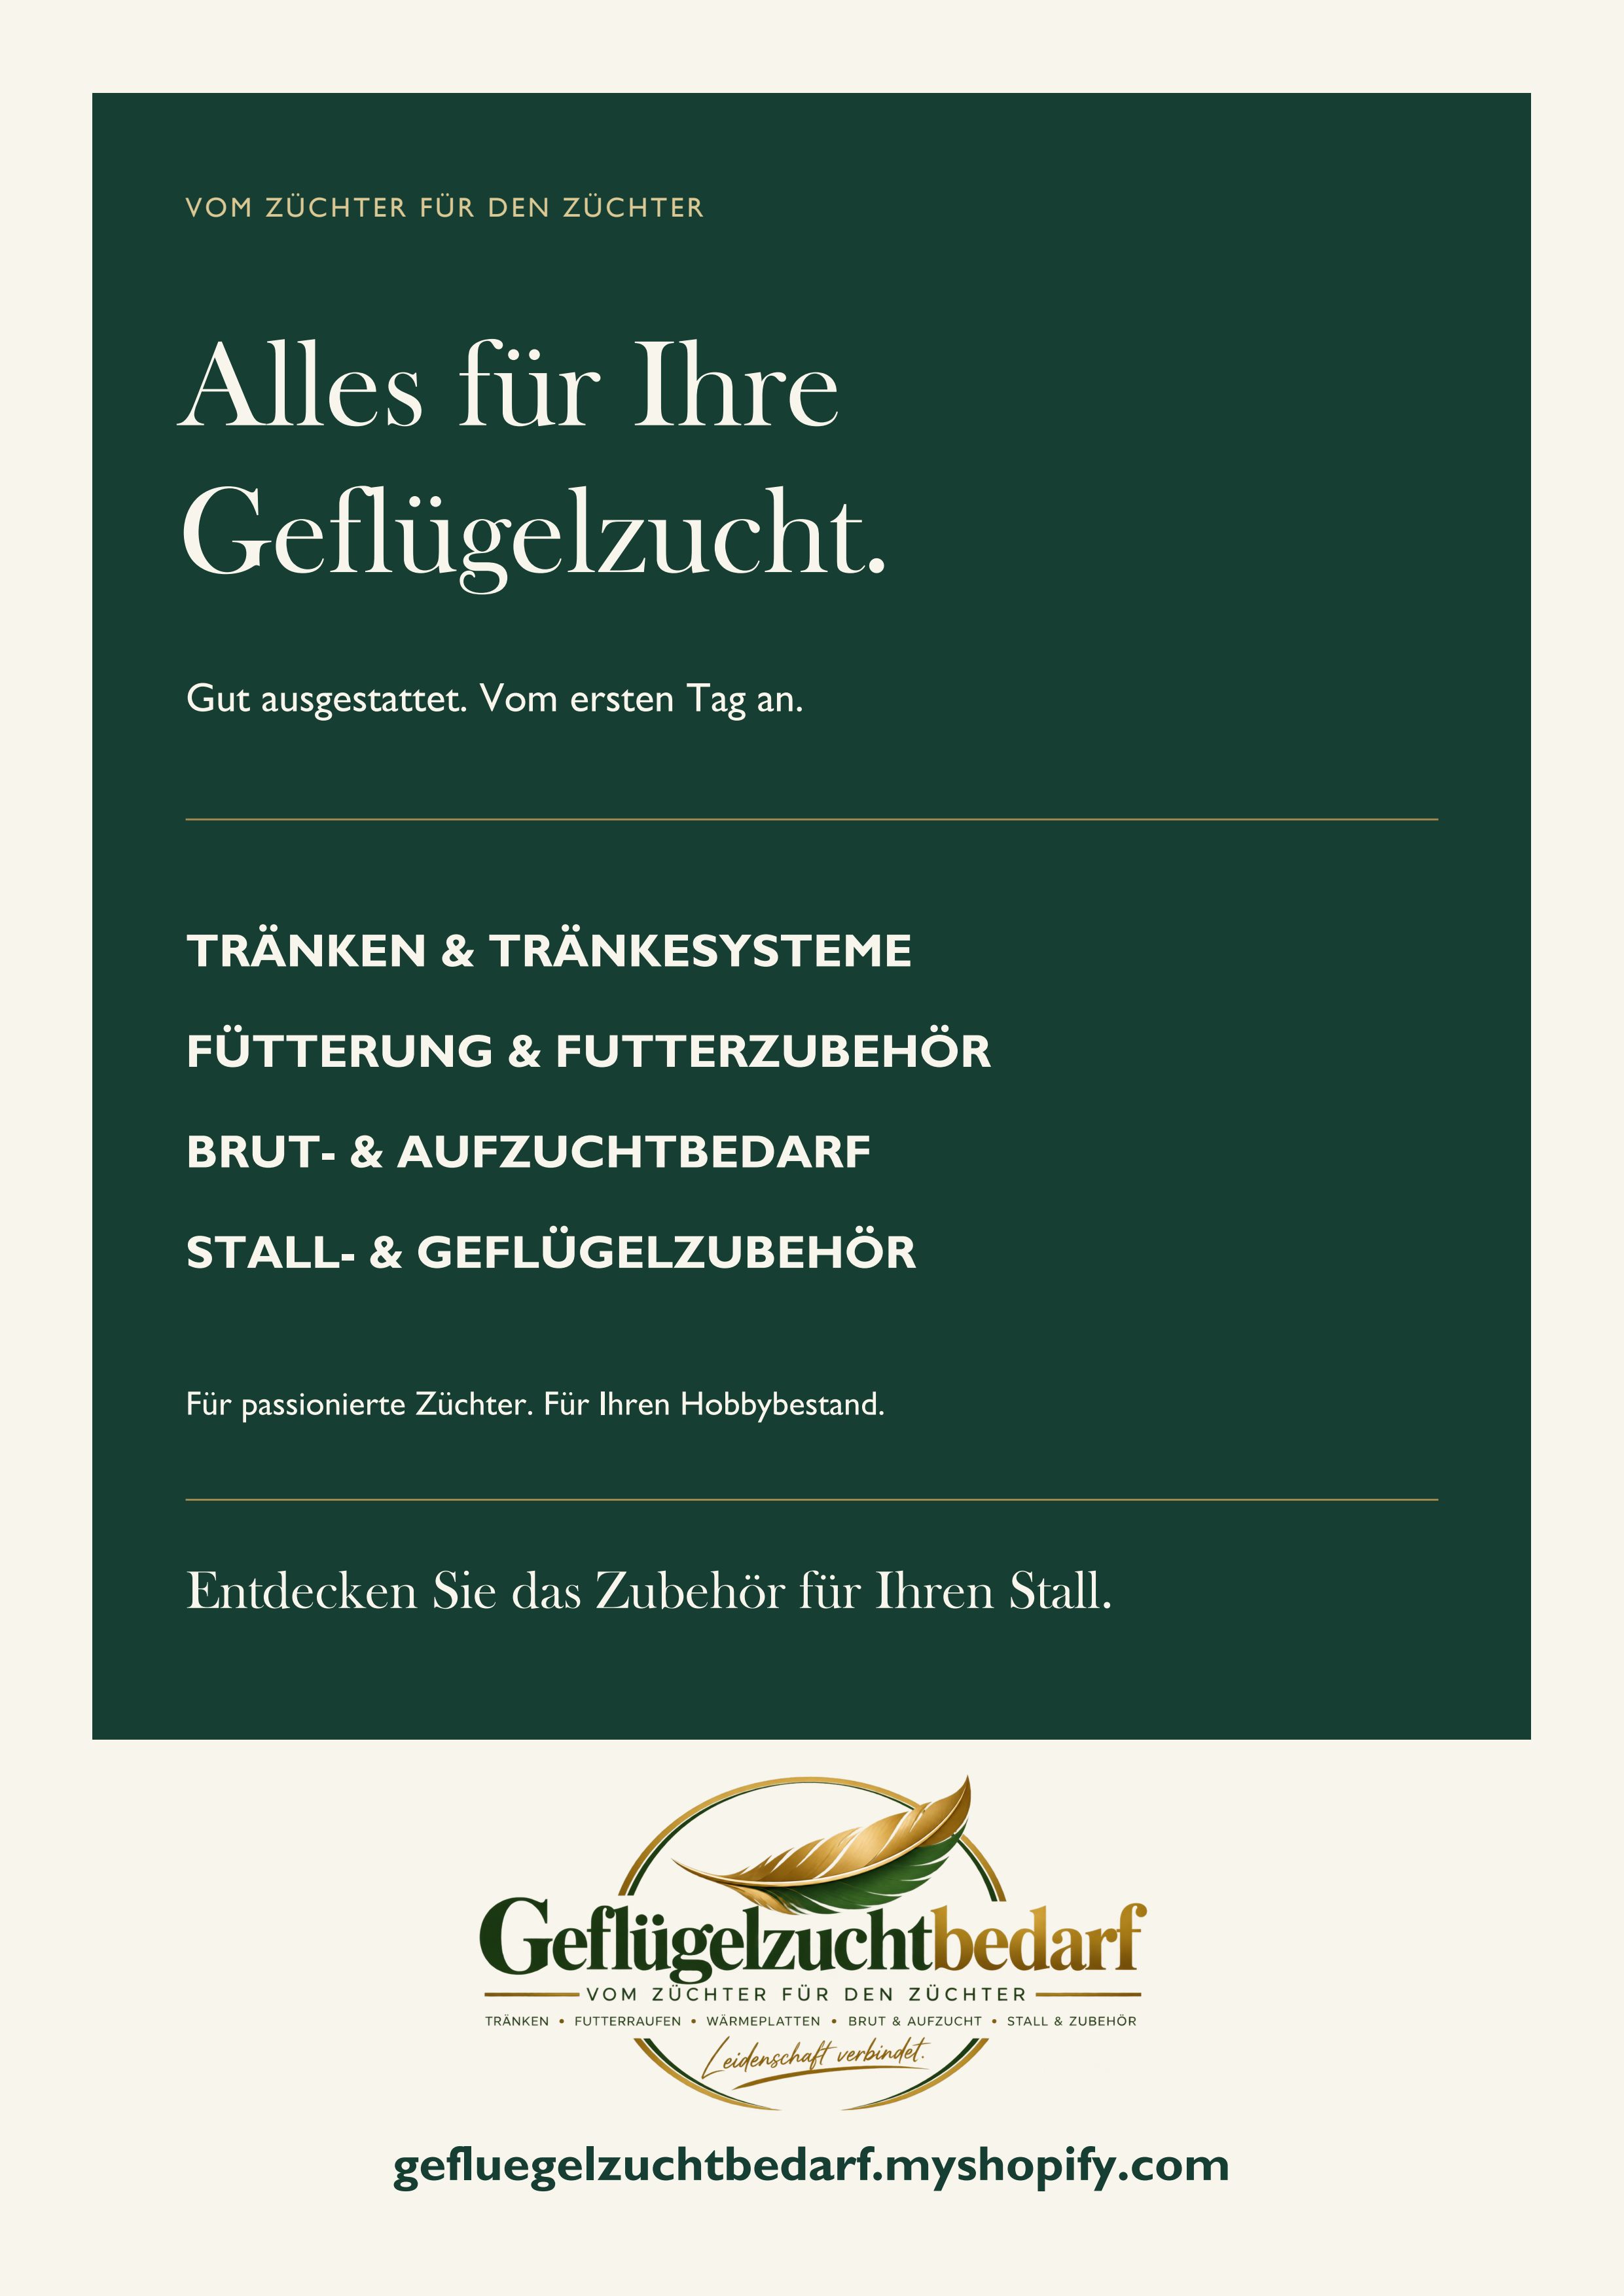 VOM ZÜCHTER FÜR DEN ZÜCHTER
Alles für Ihre
Geflügelzucht.
Gut ausgestattet. Vom ersten Tag an.
TRÄNKEN & TRÄNKESYSTEME
FÜTTERUNG & FUTTERZUBEHÖR
BRUT- & AUFZUCHTBEDARF
STALL- & GEFLÜGELZUBEHÖR
Für passionierte Züchter. Für Ihren Hobbybestand.
Entdecken Sie das Zubehör für Ihren Stall.
Geflügelzuchtbedarf
VOM ZÜCHTER FÜR DEN ZÜCHTER
TRÄNKEN • FUTTERRAUFEN • WÄRMEPLATTEN • BRUT & AUFZUCHT • STALL & ZUBEHÖR
Leidenschaft verbindet.
gefluegelzuchtbedarf.myshopify.com